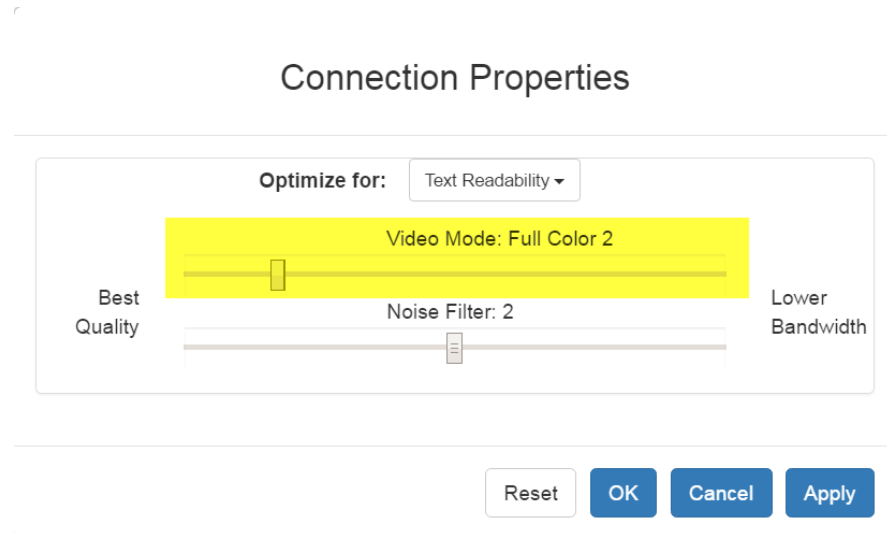 Connection Properties
Optimize for: Text Readability
Video Mode: Full Color 2
Best
Quality
Noise Filter: 2
Lower
Bandwidth
Reset OK Cancel Apply